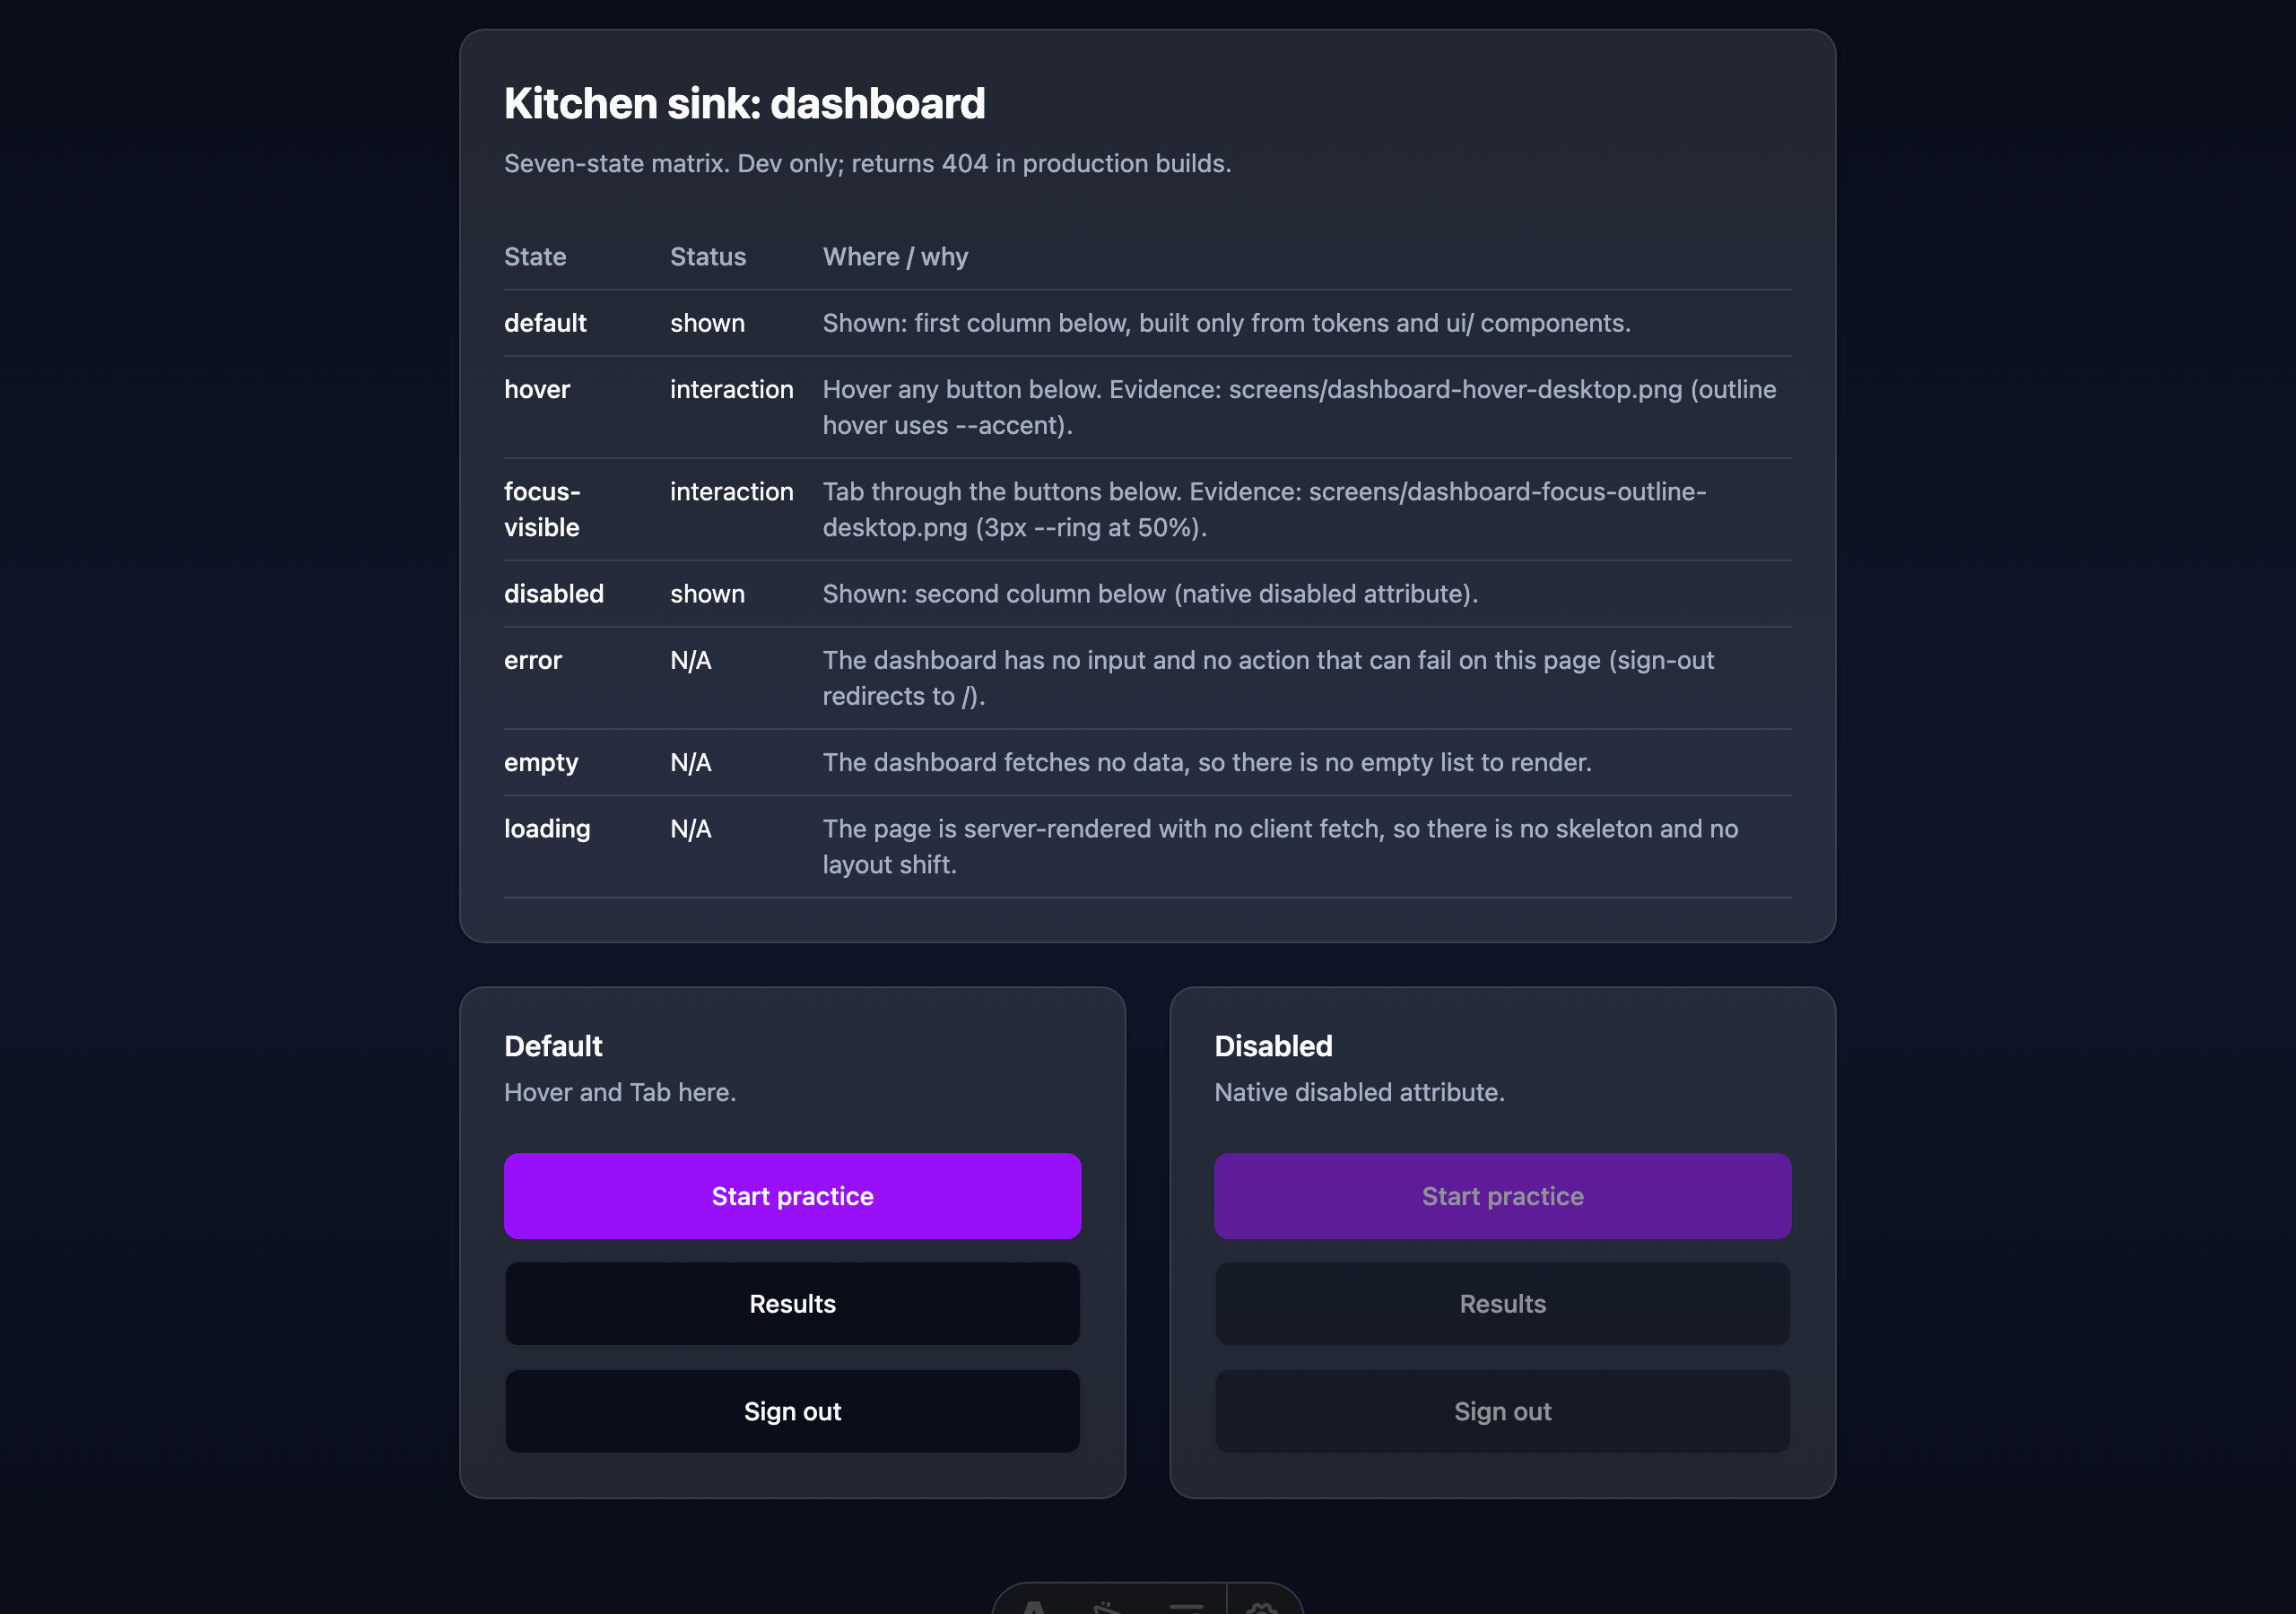 Kitchen sink: dashboard
Seven-state matrix. Dev only; returns 404 in production builds.
State Status Where / why
default shown Shown: first column below, built only from tokens and ui/ components.
hover interaction Hover any button below. Evidence: screens/dashboard-hover-desktop.png (outline
hover uses --accent).
focus- interaction Tab through the buttons below. Evidence: screens/dashboard-focus-outline-
visible desktop.png (3px --ring at 50%).
disabled shown Shown: second column below (native disabled attribute).
error N/A The dashboard has no input and no action that can fail on this page (sign-out
redirects to /).
empty N/A The dashboard fetches no data, so there is no empty list to render.
loading N/A The page is server-rendered with no client fetch, so there is no skeleton and no
layout shift.
Default
Hover and Tab here.
Start practice
Results
Sign out
Disabled
Native disabled attribute.
Start practice
Results
Sign out